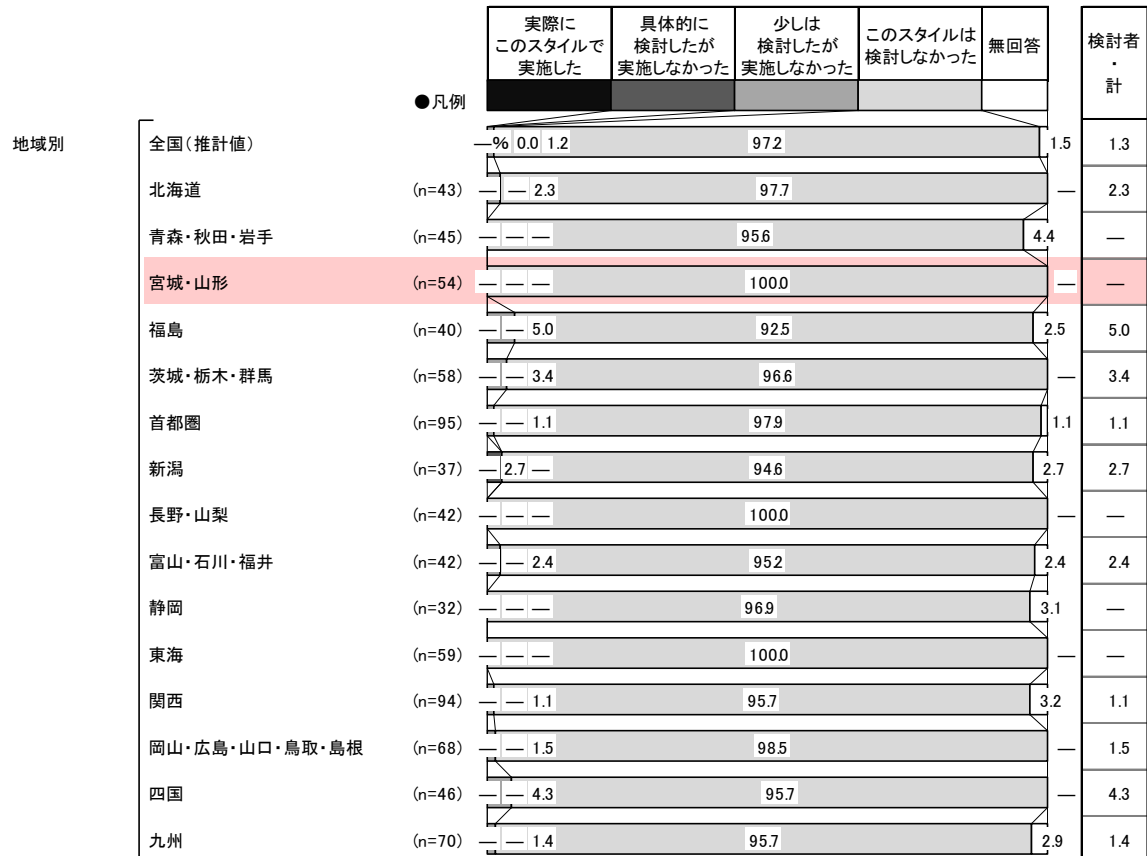 実際に
このスタイルで
実施した
具体的に
検討したが
実施しなかった
少しは
検討したが
実施しなかった
このスタイルは
検討しなかった
無回答
検討者
・
計
●凡例
地域別
全国(推計値) —% 0.0 1.2 97.2 1.5 1.3
北海道 (n=43) — — 2.3 97.7 — 2.3
青森・秋田・岩手 (n=45) — — — 95.6 4.4 —
宮城・山形 (n=54) — — — 100.0 — —
福島 (n=40) — — 5.0 92.5 2.5 5.0
茨城・栃木・群馬 (n=58) — — 3.4 96.6 — 3.4
首都圏 (n=95) — — 1.1 97.9 1.1 1.1
新潟 (n=37) — 2.7 — 94.6 2.7 2.7
長野・山梨 (n=42) — — — 100.0 — —
富山・石川・福井 (n=42) — — 2.4 95.2 2.4 2.4
静岡 (n=32) — — — 96.9 3.1 —
東海 (n=59) — — — 100.0 — —
関西 (n=94) — — 1.1 95.7 3.2 1.1
岡山・広島・山口・鳥取・島根 (n=68) — — 1.5 98.5 — 1.5
四国 (n=46) — — 4.3 95.7 — 4.3
九州 (n=70) — — 1.4 95.7 2.9 1.4